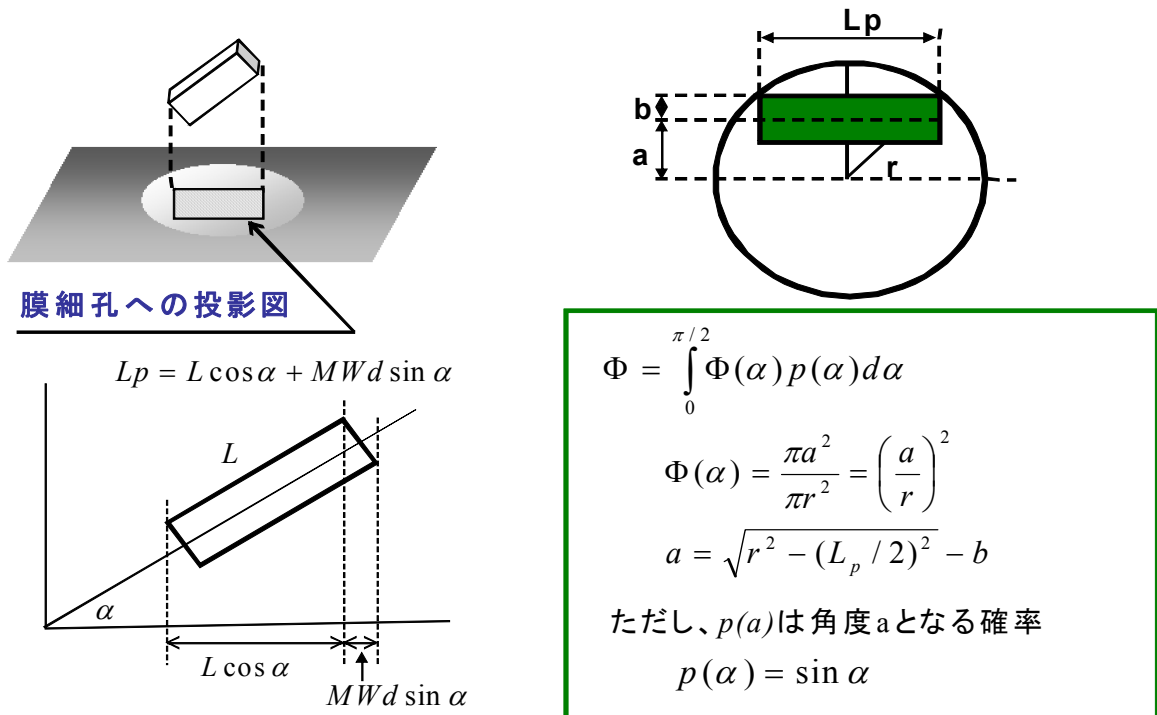 膜細孔への投影図
Lp = L cos α + MWd sin α
L
α
L cos α
MWd sin α
Lp
b
a
r
Φ = ∫₀^{π/2} Φ(α) p(α) dα
Φ(α) = πa²/πr² = (a/r)²
a = √(r² − (L_p / 2)²) − b
ただし、p(a)は角度aとなる確率
p(α) = sin α